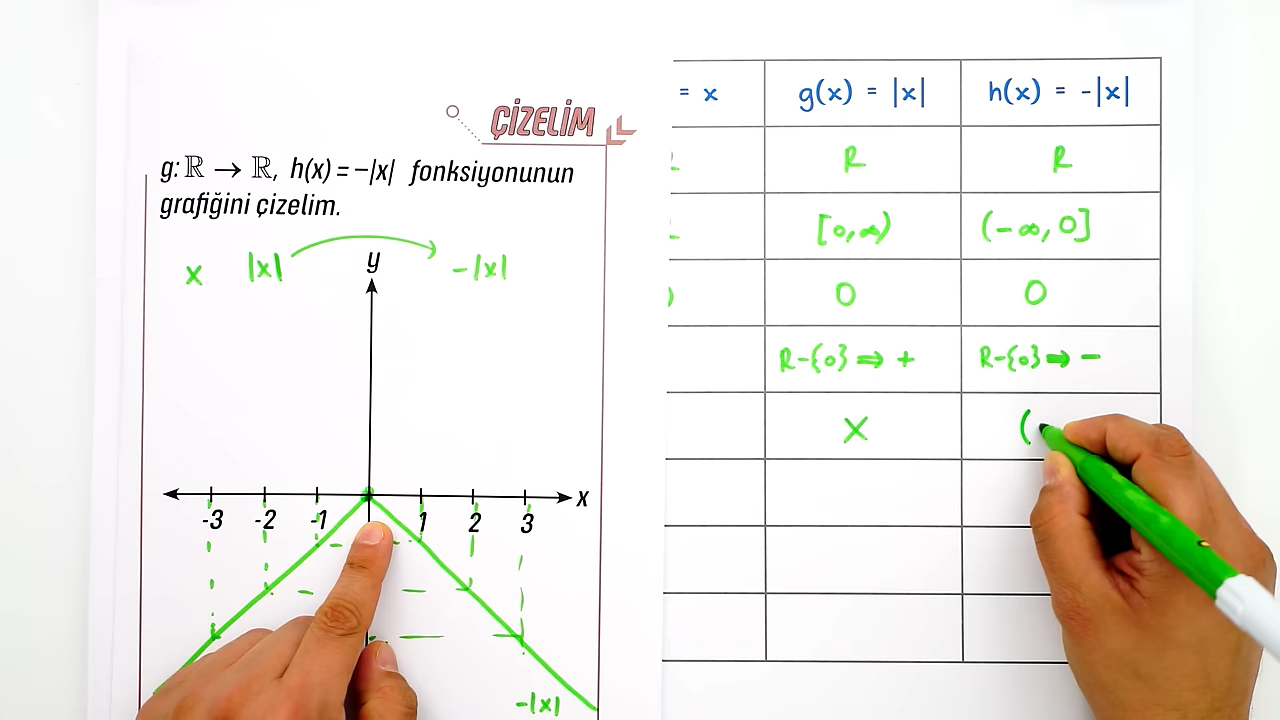 ÇİZELİM
g: ℝ → ℝ, h(x) = −|x| fonksiyonunun
grafiğini çizelim.
x |x| -|x|
y
x
-3 -2 -1 1 2 3
-|x|
= x g(x) = |x| h(x) = -|x|
R R
[0,∞) (-∞, 0]
0 0
R-{0} ⇒ + R-{0} ⇒ -
X (